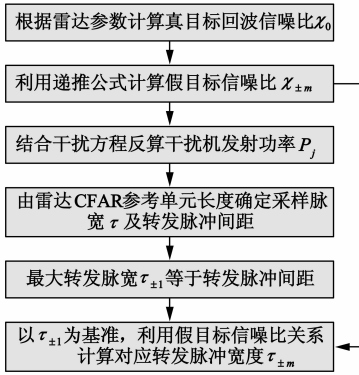 根据雷达参数计算真目标回波信噪比χ₀
利用递推公式计算假目标信噪比 χ±m
结合干扰方程反算干扰机发射功率 Pj
由雷达CFAR参考单元长度确定采样脉
宽 τ 及转发脉冲间距
最大转发脉宽τ±1等于转发脉冲间距
以τ±1为基准，利用假目标信噪比关系
计算对应转发脉冲宽度τ±m